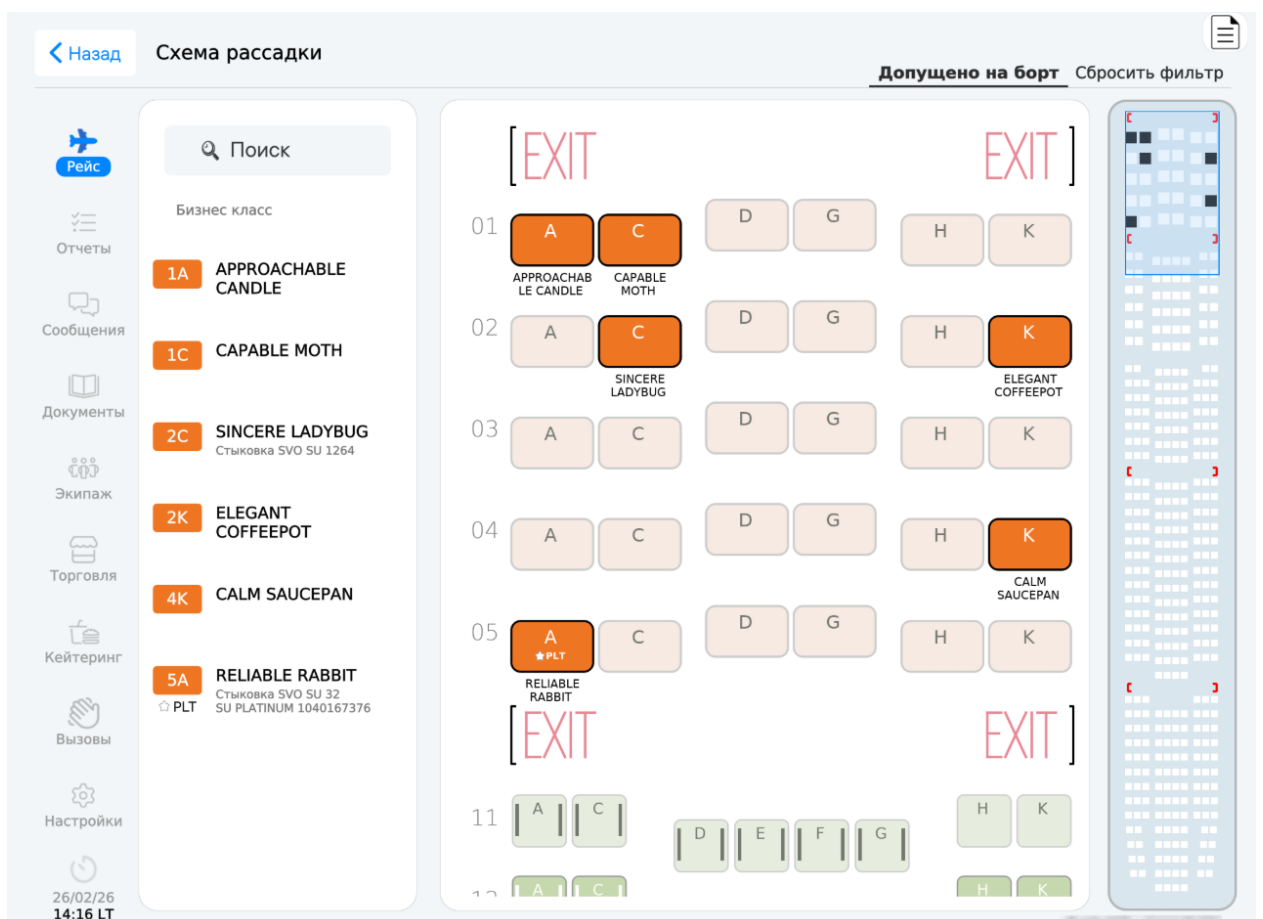 Назад
Схема рассадки
Допущено на борт Сбросить фильтр
Рейс
Отчеты
Сообщения
Документы
Экипаж
Торговля
Кейтеринг
Вызовы
Настройки
26/02/26
14:16 LT
Поиск
Бизнес класс
1A APPROACHABLE
CANDLE
1C CAPABLE MOTH
2C SINCERE LADYBUG
Стыковка SVO SU 1264
2K ELEGANT
COFFEEPOT
4K CALM SAUCEPAN
5A RELIABLE RABBIT
Стыковка SVO SU 32
PLT SU PLATINUM 1040167376
EXIT EXIT
01 A C D G H K
APPROACHAB CAPABLE
LE CANDLE MOTH
02 A C D G H K
SINCERE ELEGANT
LADYBUG COFFEEPOT
03 A C D G H K
04 A C D G H K
CALM
SAUCEPAN
05 A C D G H K
PLT
RELIABLE
RABBIT
EXIT EXIT
11 A C D E F G H K
12 A C H K